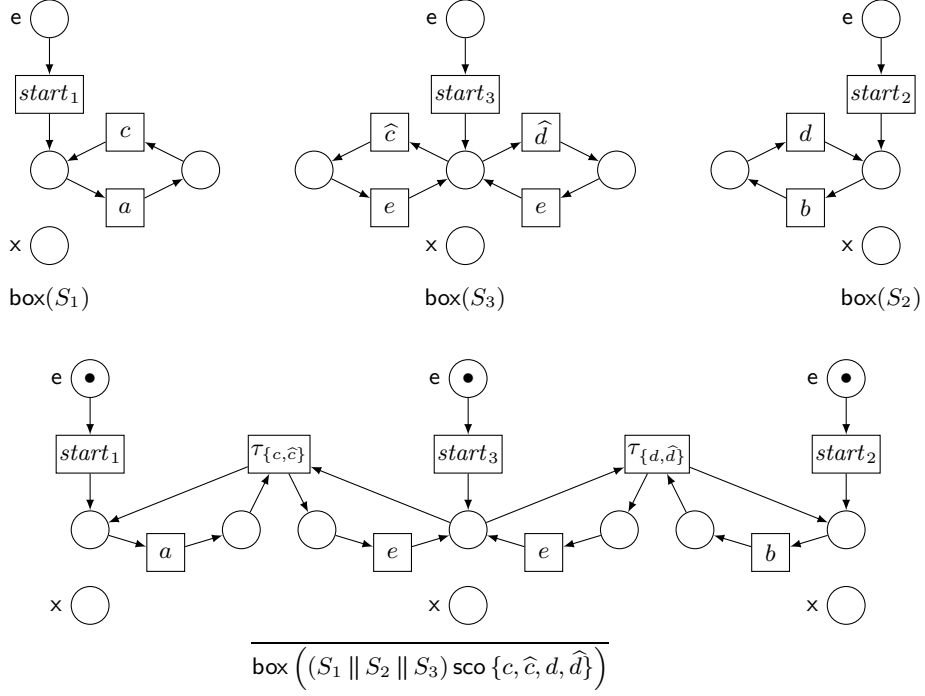 e e e
start₁ start₃ start₂
c ĉ d̂ d
a e e b
x x x
box(S₁) box(S₃) box(S₂)
e e e
start₁ τ{c,ĉ} start₃ τ{d,d̂} start₂
a e e b
x x x
box((S₁ || S₂ || S₃) sco {c, ĉ, d, d̂})